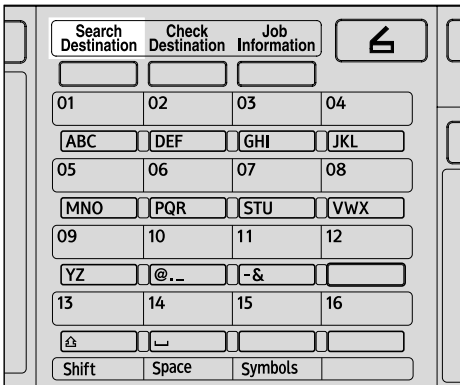 Search Destination Check Destination Job Information
01 02 03 04
ABC DEF GHI JKL
05 06 07 08
MNO PQR STU VWX
09 10 11 12
YZ @._ -&
13 14 15 16
Shift Space Symbols